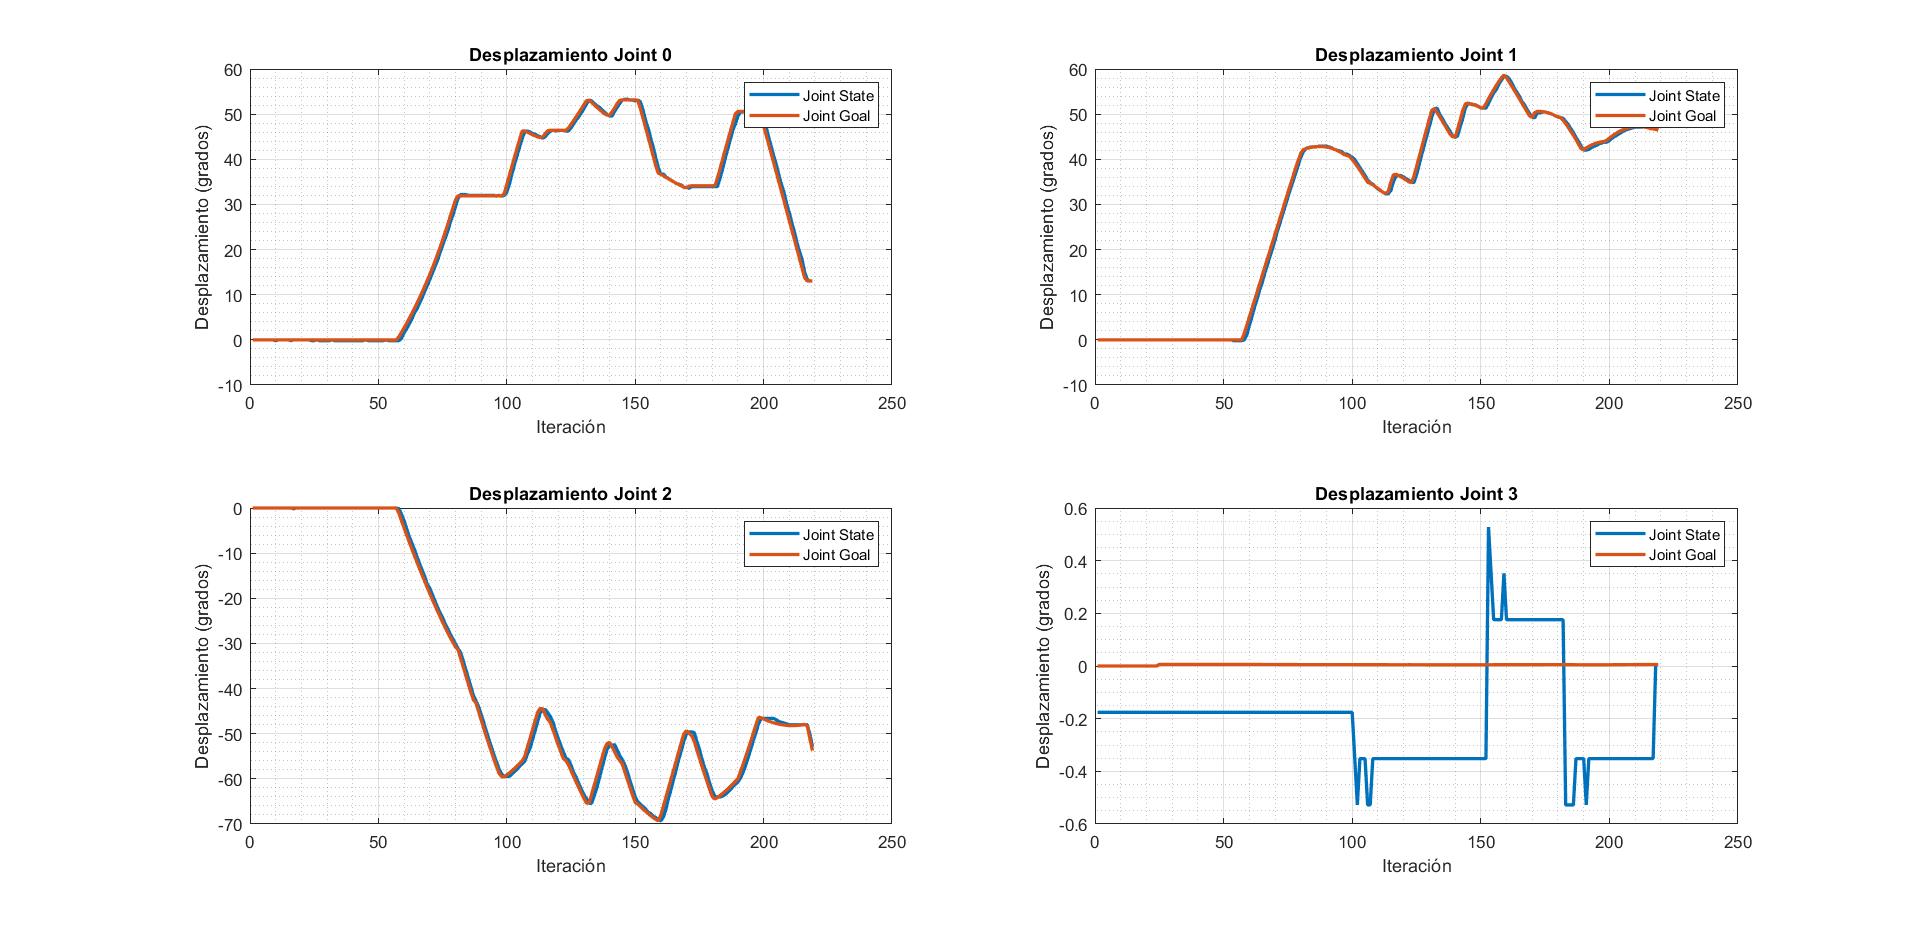 Desplazamiento Joint 0
60
50
40
30
20
10
0
-10
Desplazamiento (grados)
0 50 100 150 200 250
Iteración
Joint State
Joint Goal
Desplazamiento Joint 1
60
50
40
30
20
10
0
-10
Desplazamiento (grados)
0 50 100 150 200 250
Iteración
Joint State
Joint Goal
Desplazamiento Joint 2
0
-10
-20
-30
-40
-50
-60
-70
Desplazamiento (grados)
0 50 100 150 200 250
Iteración
Joint State
Joint Goal
Desplazamiento Joint 3
0.6
0.4
0.2
0
-0.2
-0.4
-0.6
Desplazamiento (grados)
0 50 100 150 200 250
Iteración
Joint State
Joint Goal